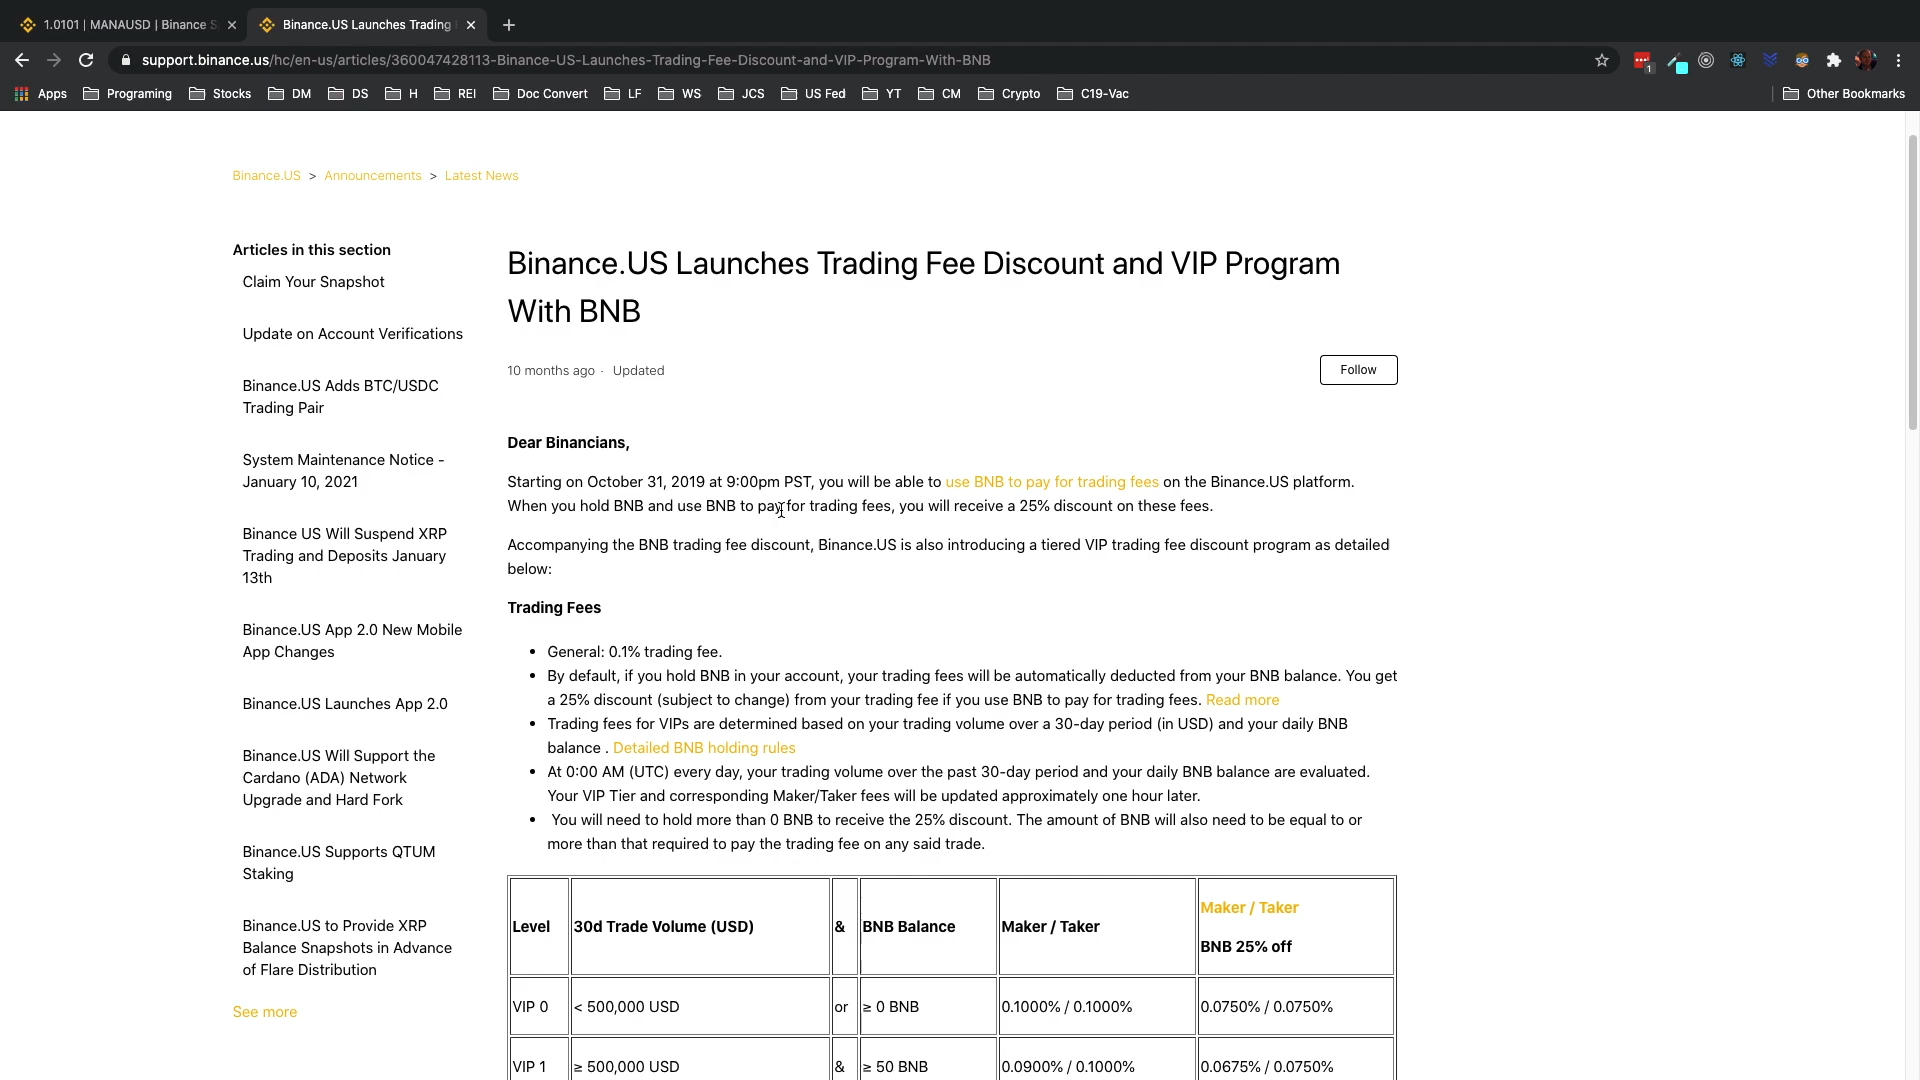 1.0101 | MANAUSD | Binance S
Binance.US Launches Trading
support.binance.us/hc/en-us/articles/360047428113-Binance-US-Launches-Trading-Fee-Discount-and-VIP-Program-With-BNB
1
Apps Programing Stocks DM DS H REI Doc Convert LF WS JCS US Fed YT CM Crypto C19-Vac Other Bookmarks
Binance.US > Announcements > Latest News
Articles in this section
Claim Your Snapshot
Update on Account Verifications
Binance.US Adds BTC/USDC
Trading Pair
System Maintenance Notice -
January 10, 2021
Binance US Will Suspend XRP
Trading and Deposits January
13th
Binance.US App 2.0 New Mobile
App Changes
Binance.US Launches App 2.0
Binance.US Will Support the
Cardano (ADA) Network
Upgrade and Hard Fork
Binance.US Supports QTUM
Staking
Binance.US to Provide XRP
Balance Snapshots in Advance
of Flare Distribution
See more
Binance.US Launches Trading Fee Discount and VIP Program
With BNB
10 months ago · Updated
Follow
Dear Binancians,
Starting on October 31, 2019 at 9:00pm PST, you will be able to use BNB to pay for trading fees on the Binance.US platform.
When you hold BNB and use BNB to pay for trading fees, you will receive a 25% discount on these fees.
Accompanying the BNB trading fee discount, Binance.US is also introducing a tiered VIP trading fee discount program as detailed
below:
Trading Fees
• General: 0.1% trading fee.
• By default, if you hold BNB in your account, your trading fees will be automatically deducted from your BNB balance. You get
a 25% discount (subject to change) from your trading fee if you use BNB to pay for trading fees. Read more
• Trading fees for VIPs are determined based on your trading volume over a 30-day period (in USD) and your daily BNB
balance . Detailed BNB holding rules
• At 0:00 AM (UTC) every day, your trading volume over the past 30-day period and your daily BNB balance are evaluated.
Your VIP Tier and corresponding Maker/Taker fees will be updated approximately one hour later.
• You will need to hold more than 0 BNB to receive the 25% discount. The amount of BNB will also need to be equal to or
more than that required to pay the trading fee on any said trade.
Level 30d Trade Volume (USD) & BNB Balance Maker / Taker Maker / Taker
BNB 25% off
VIP 0 < 500,000 USD or ≥ 0 BNB 0.1000% / 0.1000% 0.0750% / 0.0750%
VIP 1 ≥ 500,000 USD & ≥ 50 BNB 0.0900% / 0.1000% 0.0675% / 0.0750%